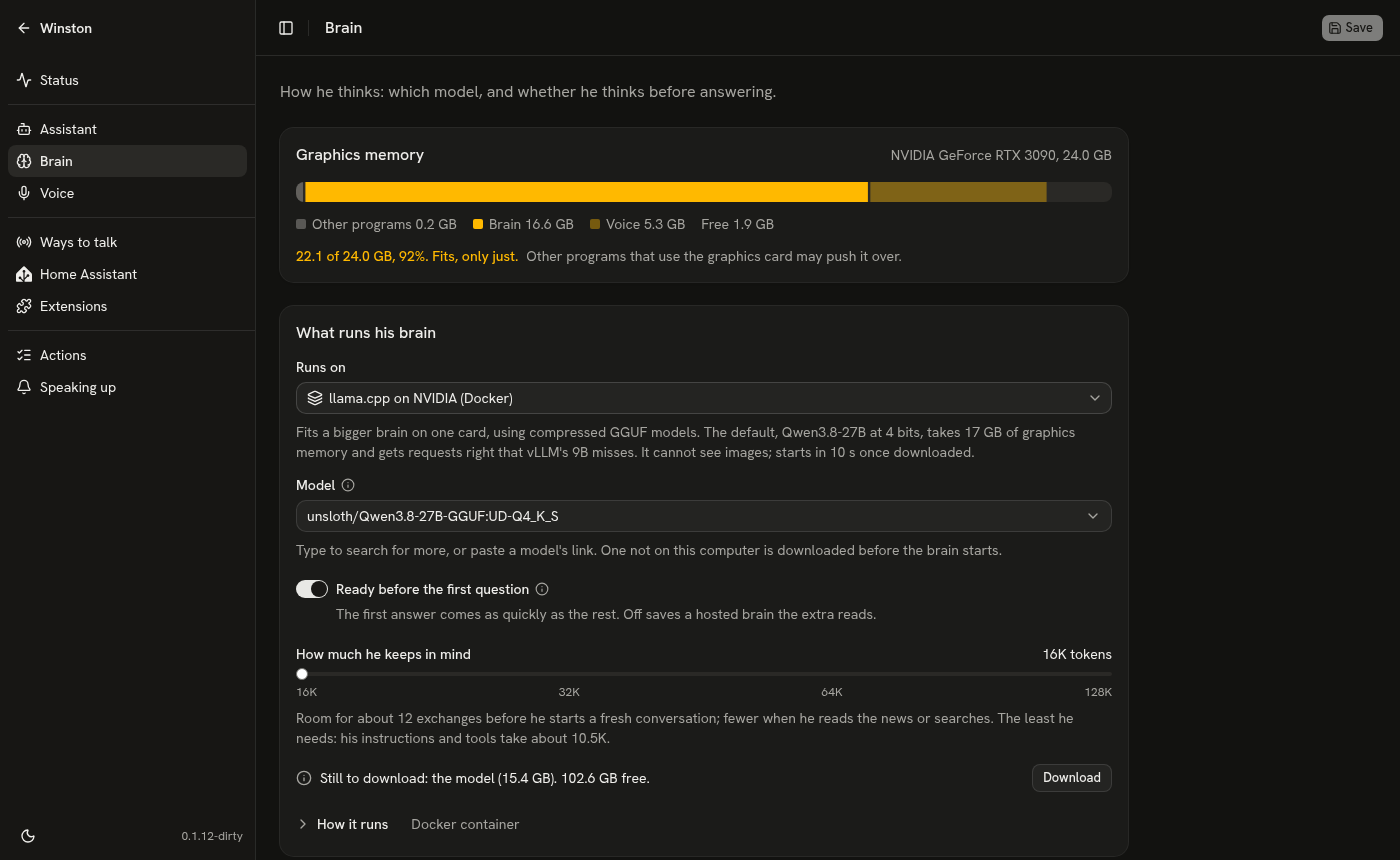 Winston
Brain
Save
Status
Assistant
Brain
Voice
Ways to talk
Home Assistant
Extensions
Actions
Speaking up
0.1.12-dirty
How he thinks: which model, and whether he thinks before answering.
Graphics memory
NVIDIA GeForce RTX 3090, 24.0 GB
Other programs 0.2 GB Brain 16.6 GB Voice 5.3 GB Free 1.9 GB
22.1 of 24.0 GB, 92%. Fits, only just. Other programs that use the graphics card may push it over.
What runs his brain
Runs on
llama.cpp on NVIDIA (Docker)
Fits a bigger brain on one card, using compressed GGUF models. The default, Qwen3.8-27B at 4 bits, takes 17 GB of graphics
memory and gets requests right that vLLM's 9B misses. It cannot see images; starts in 10 s once downloaded.
Model
unsloth/Qwen3.8-27B-GGUF:UD-Q4_K_S
Type to search for more, or paste a model's link. One not on this computer is downloaded before the brain starts.
Ready before the first question
The first answer comes as quickly as the rest. Off saves a hosted brain the extra reads.
How much he keeps in mind
16K tokens
16K 32K 64K 128K
Room for about 12 exchanges before he starts a fresh conversation; fewer when he reads the news or searches. The least he
needs: his instructions and tools take about 10.5K.
Still to download: the model (15.4 GB). 102.6 GB free.
Download
How it runs Docker container